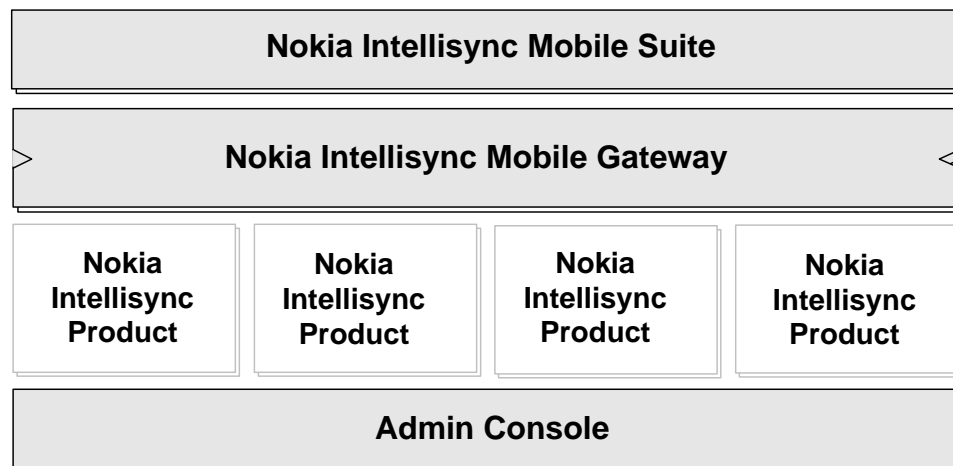 Nokia Intellisync Mobile Suite
Nokia Intellisync Mobile Gateway
Nokia
Intellisync
Product
Nokia
Intellisync
Product
Nokia
Intellisync
Product
Nokia
Intellisync
Product
Admin Console